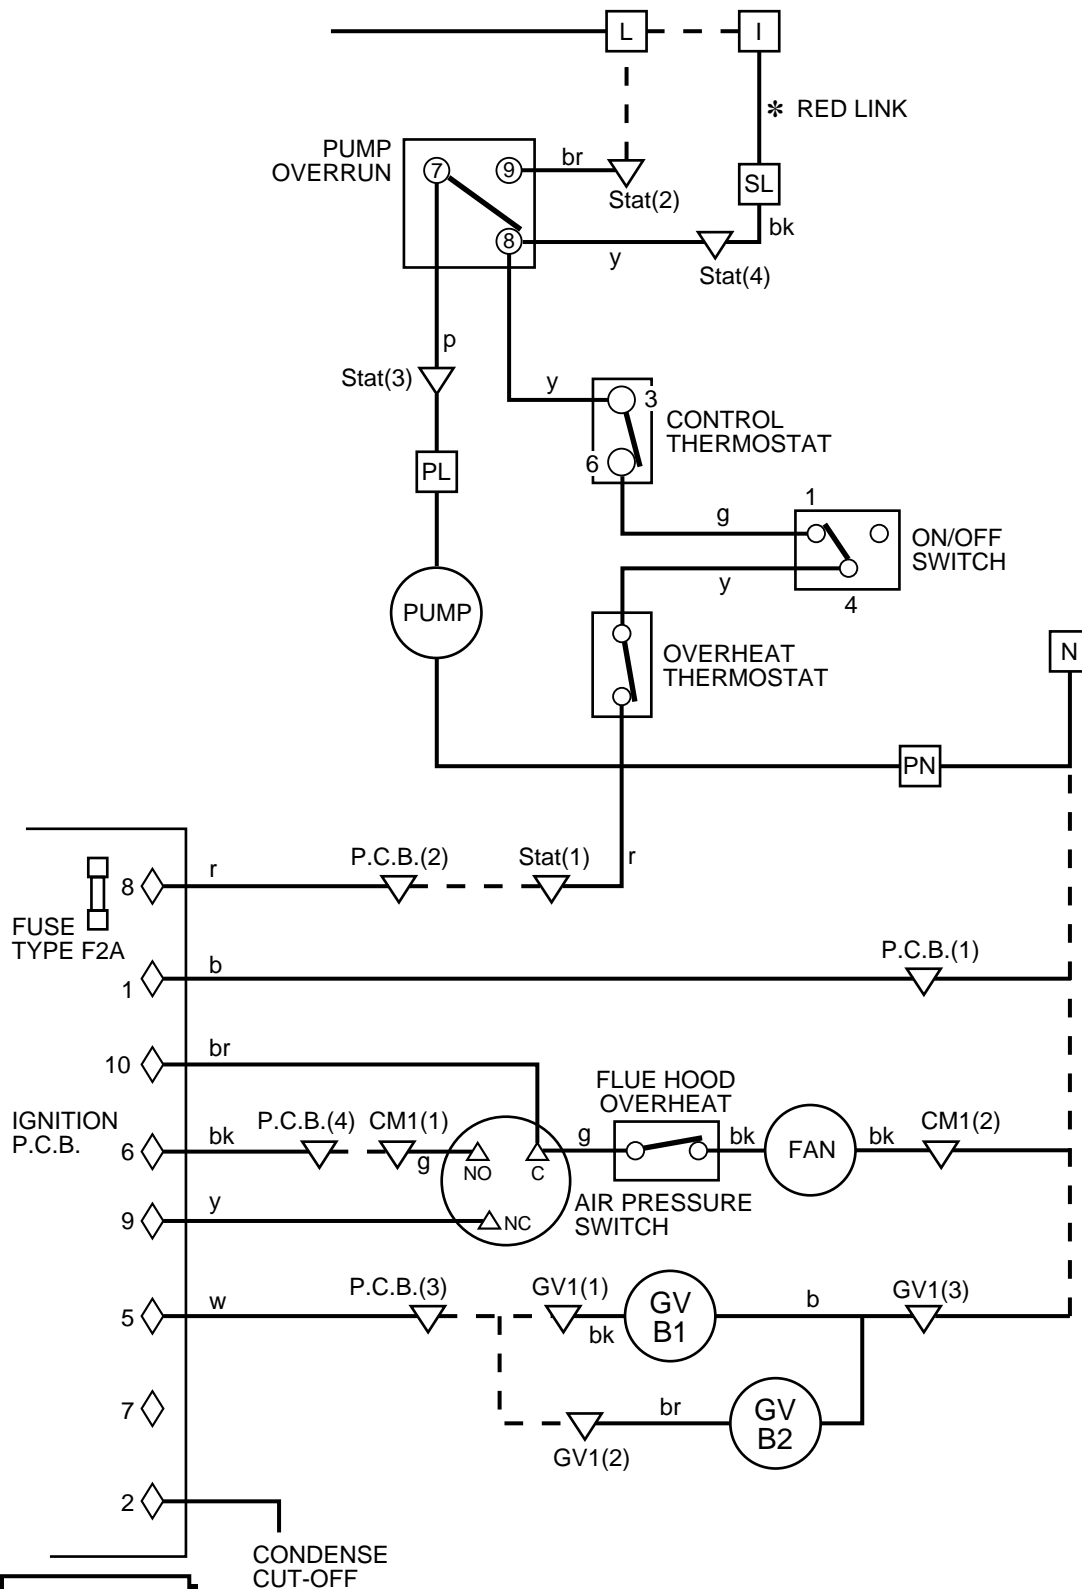 L
I
✻ RED LINK
PUMP
OVERRUN
7
9
br
Stat(2)
SL
8
y
bk
Stat(4)
p
Stat(3)
y
3
CONTROL
THERMOSTAT
6
PL
1
g
ON/OFF
SWITCH
y
4
PUMP
OVERHEAT
THERMOSTAT
N
PN
P.C.B.(2)
Stat(1)
r
r
8
FUSE
TYPE F2A
P.C.B.(1)
b
1
br
10
FLUE HOOD
OVERHEAT
IGNITION
P.C.B.
6
bk
P.C.B.(4)
CM1(1)
g
NO
C
g
bk
FAN
bk
CM1(2)
AIR PRESSURE
SWITCH
9
y
NC
P.C.B.(3)
GV1(1)
GV
B1
b
GV1(3)
5
w
bk
7
br
GV
B2
GV1(2)
2
CONDENSE
CUT-OFF